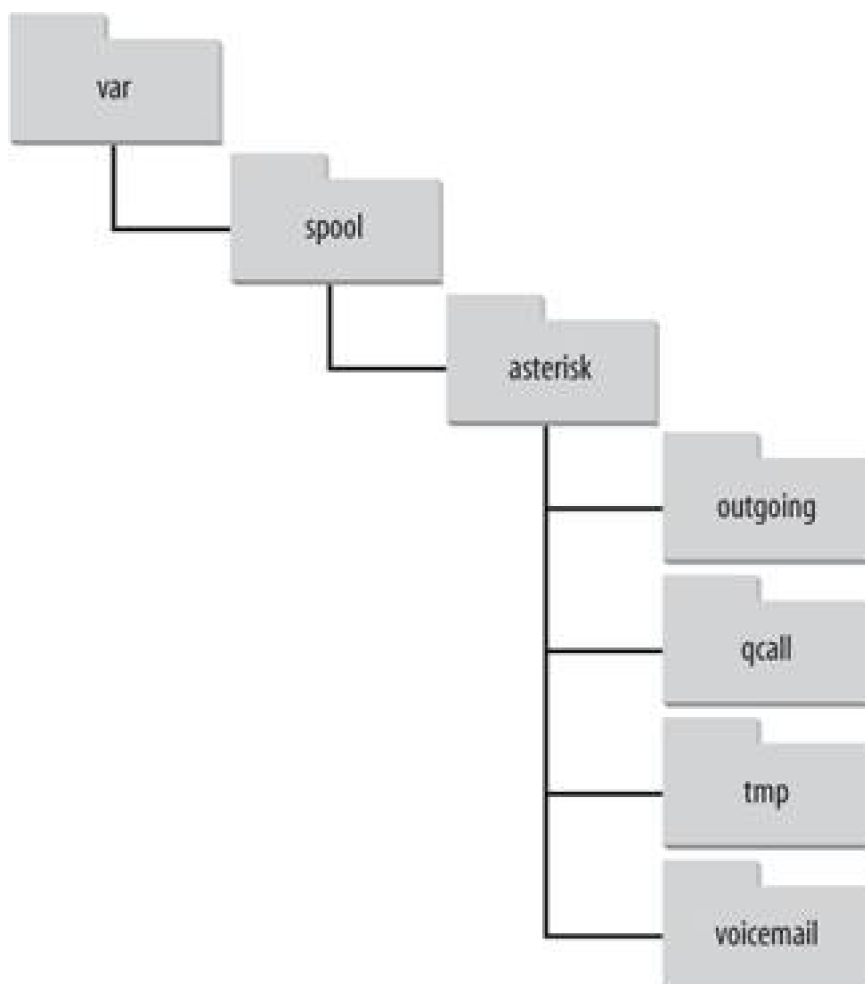 var
spool
asterisk
outgoing
qcall
tmp
voicemail